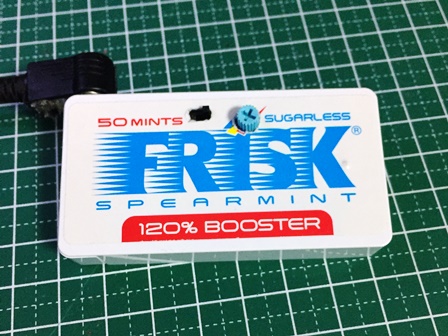 50 MINTS SUGARLESS
FRISK®
SPEARMINT
120% BOOSTER